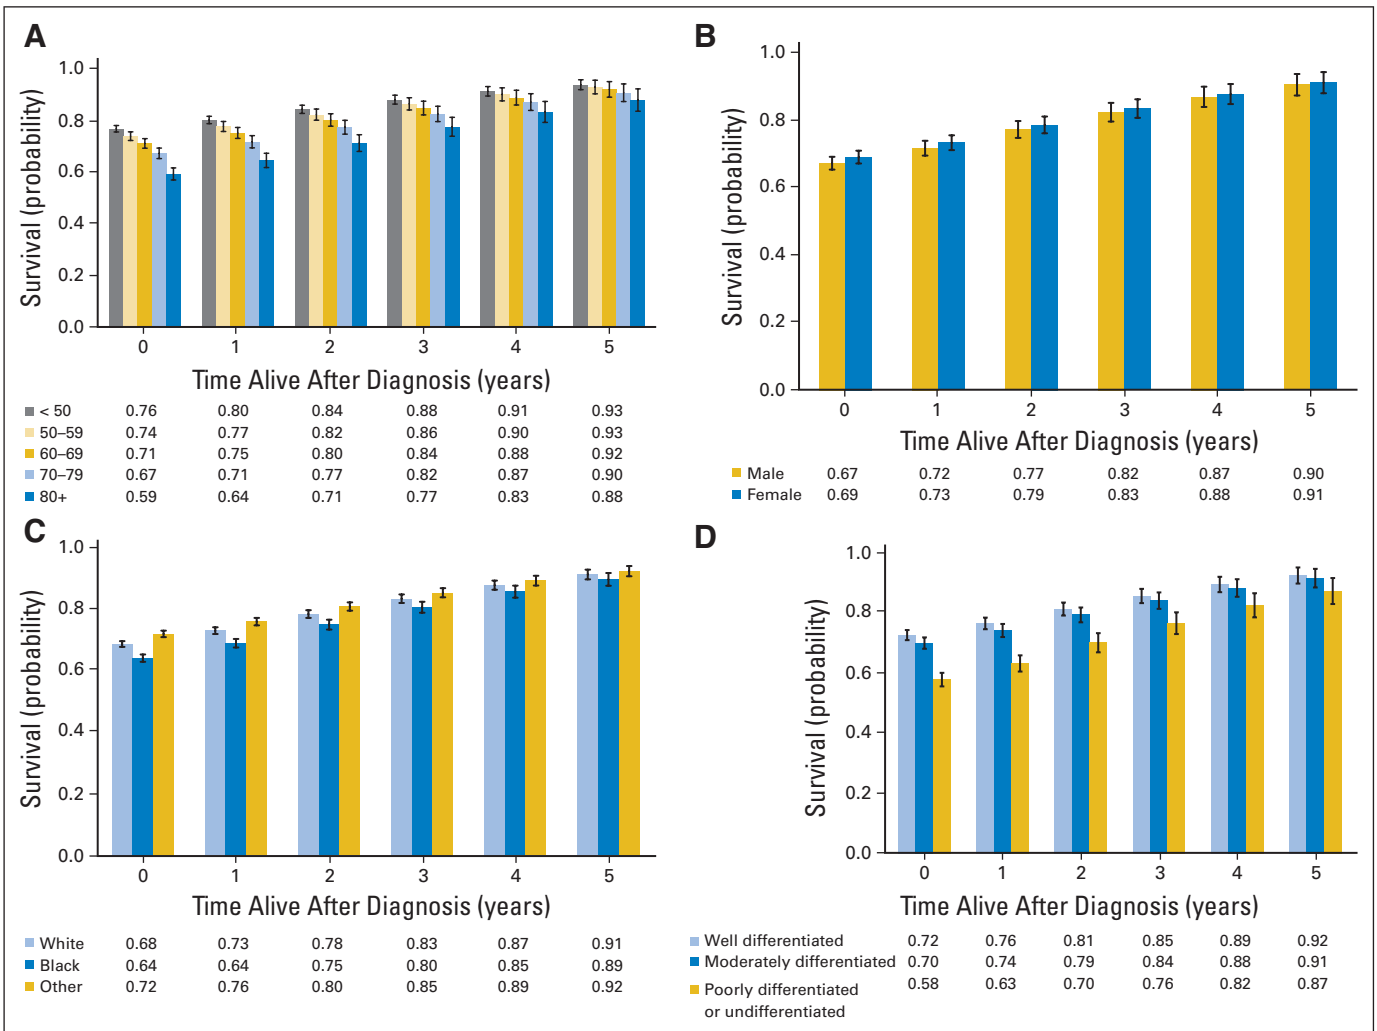 A
1.0
0.8
0.6
0.4
0.2
0.0
Survival (probability)
0 1 2 3 4 5
Time Alive After Diagnosis (years)
< 50 0.76 0.80 0.84 0.88 0.91 0.93
50–59 0.74 0.77 0.82 0.86 0.90 0.93
60–69 0.71 0.75 0.80 0.84 0.88 0.92
70–79 0.67 0.71 0.77 0.82 0.87 0.90
80+ 0.59 0.64 0.71 0.77 0.83 0.88
B
1.0
0.8
0.6
0.4
0.2
0.0
Survival (probability)
0 1 2 3 4 5
Time Alive After Diagnosis (years)
Male 0.67 0.72 0.77 0.82 0.87 0.90
Female 0.69 0.73 0.79 0.83 0.88 0.91
C
1.0
0.8
0.6
0.4
0.2
0.0
Survival (probability)
0 1 2 3 4 5
Time Alive After Diagnosis (years)
White 0.68 0.73 0.78 0.83 0.87 0.91
Black 0.64 0.64 0.75 0.80 0.85 0.89
Other 0.72 0.76 0.80 0.85 0.89 0.92
D
1.0
0.8
0.6
0.4
0.2
0.0
Survival (probability)
0 1 2 3 4 5
Time Alive After Diagnosis (years)
Well differentiated 0.72 0.76 0.81 0.85 0.89 0.92
Moderately differentiated 0.70 0.74 0.79 0.84 0.88 0.91
Poorly differentiated 0.58 0.63 0.70 0.76 0.82 0.87
or undifferentiated